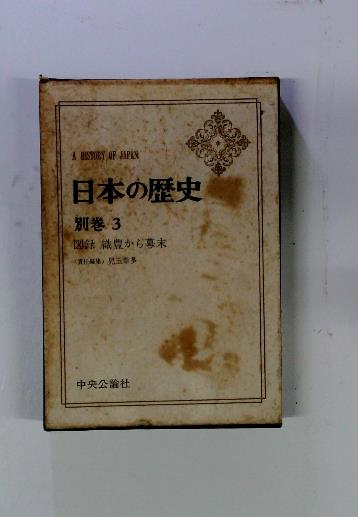 A HISTORY OF JAPAN
日本の歴史
別巻 3
図録 織豊から幕末
〈責任編集〉児玉幸多
中央公論社